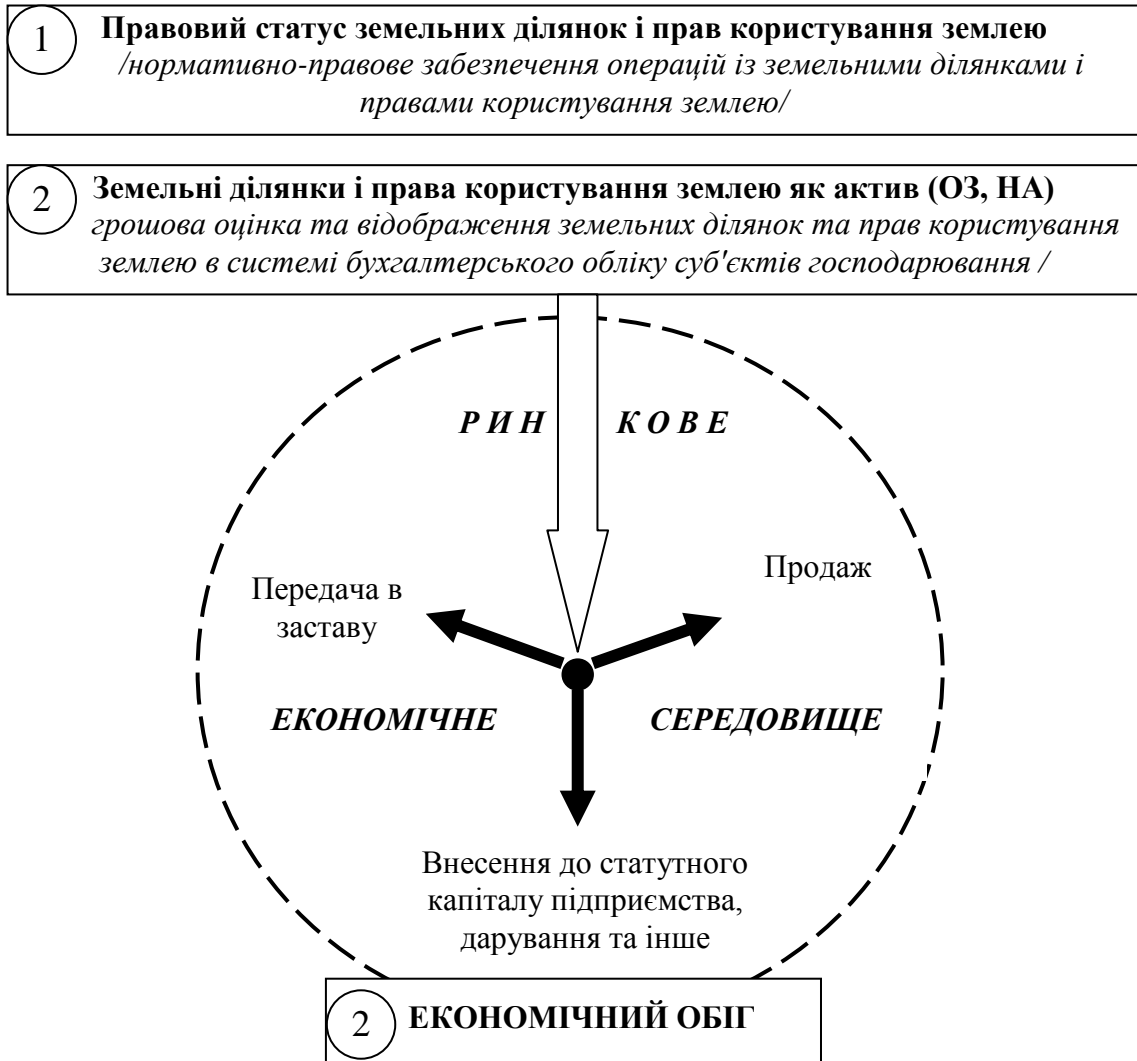 1
Правовий статус земельних ділянок і прав користування землею
/нормативно-правове забезпечення операцій із земельними ділянками і
правами користування землею/
2
Земельні ділянки і права користування землею як актив (ОЗ, НА)
грошова оцінка та відображення земельних ділянок та прав користування
землею в системі бухгалтерського обліку суб'єктів господарювання /
Р И Н К О В Е
Продаж
Передача в
заставу
ЕКОНОМІЧНЕ СЕРЕДОВИЩЕ
Внесення до статутного
капіталу підприємства,
дарування та інше
2
ЕКОНОМІЧНИЙ ОБІГ